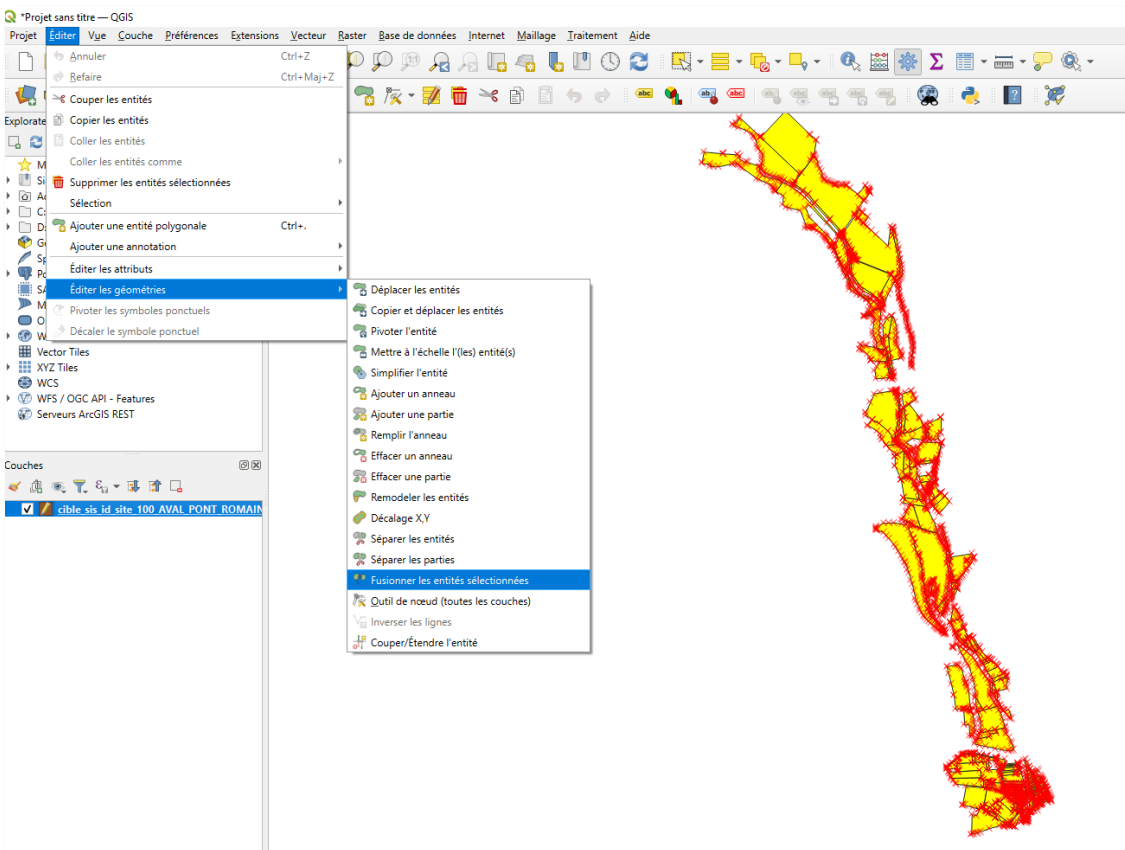 *Projet sans titre — QGIS
Projet Éditer Vue Couche Préférences Extensions Vecteur Raster Base de données Internet Maillage Traitement Aide
Annuler Ctrl+Z
Refaire Ctrl+Maj+Z
Couper les entités
Copier les entités
Coller les entités
Coller les entités comme
Supprimer les entités sélectionnées
Sélection
Ajouter une entité polygonale Ctrl+.
Ajouter une annotation
Éditer les attributs
Éditer les géométries
Pivoter les symboles ponctuels
Décaler le symbole ponctuel
Déplacer les entités
Copier et déplacer les entités
Pivoter l'entité
Mettre à l'échelle l'(les) entité(s)
Simplifier l'entité
Ajouter un anneau
Ajouter une partie
Remplir l'anneau
Effacer un anneau
Effacer une partie
Remodeler les entités
Décalage X,Y
Séparer les entités
Séparer les parties
Fusionner les entités sélectionnées
Outil de nœud (toutes les couches)
Inverser les lignes
Couper/Étendre l'entité
Explorate
Vector Tiles
XYZ Tiles
WCS
WFS / OGC API - Features
Serveurs ArcGIS REST
Couches
cible_sis_id_site_100_AVAL_PONT_ROMAIN